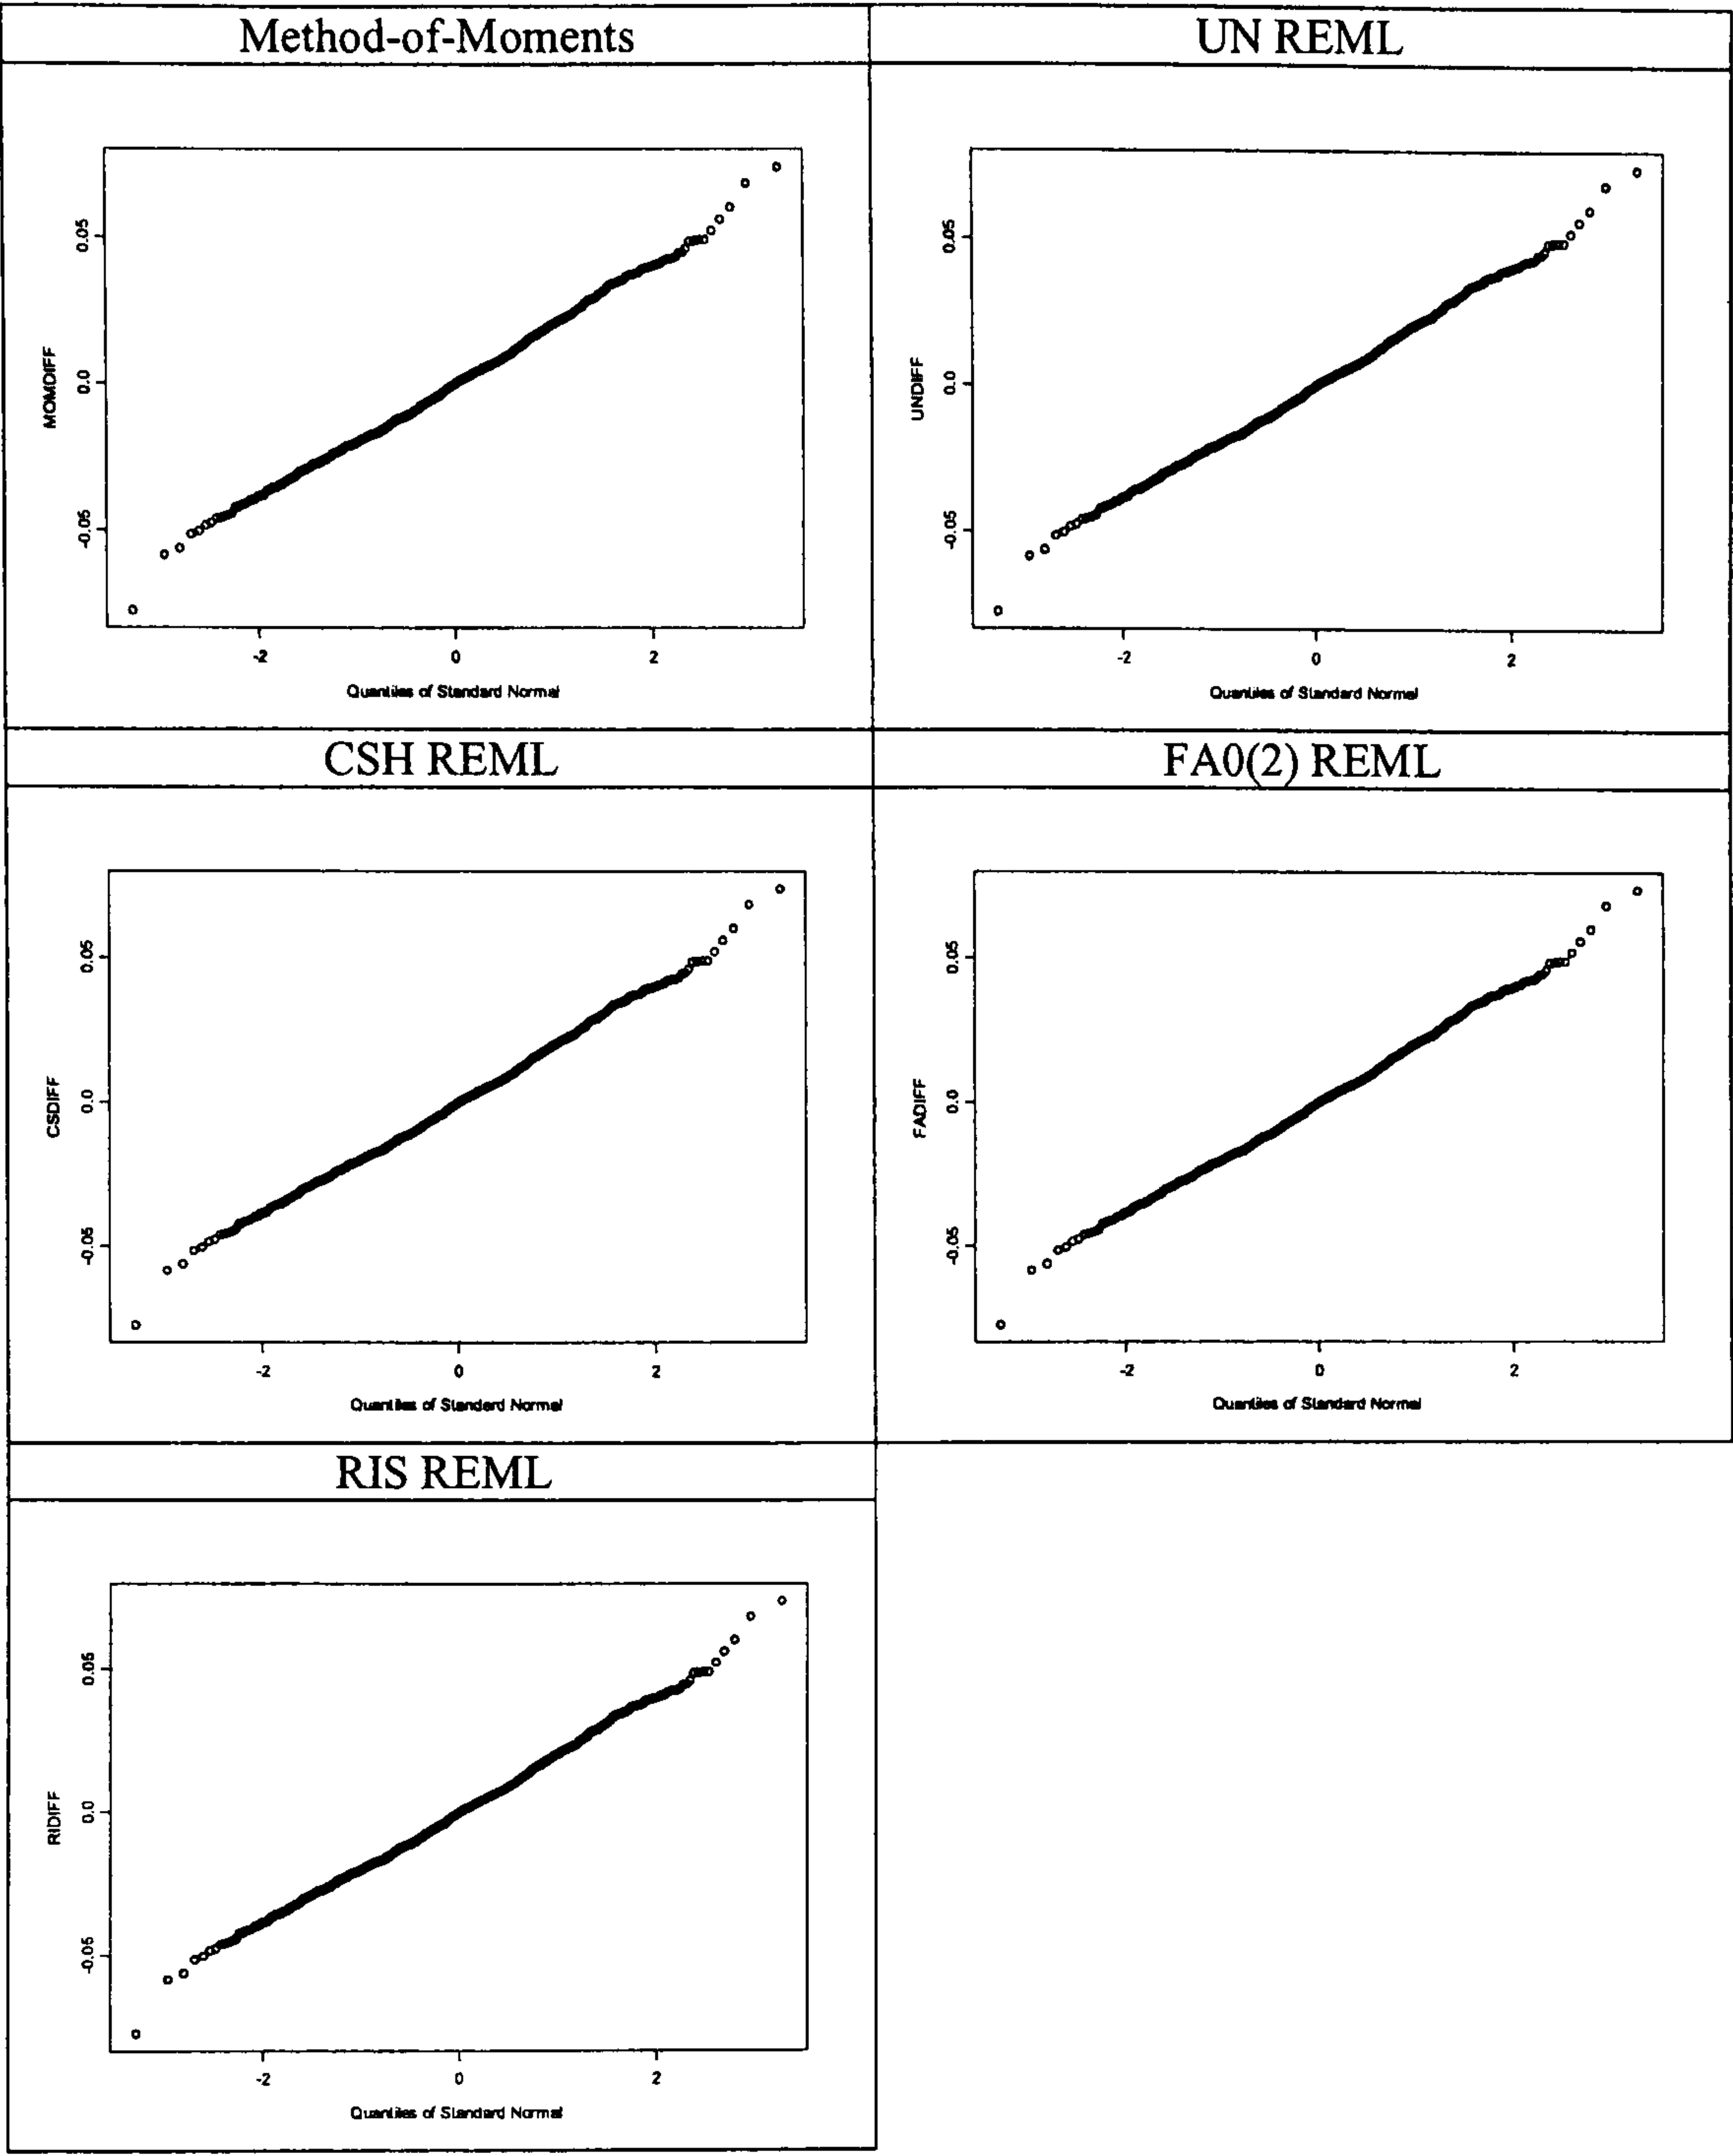 Method-of-Moments
UN REML
0.05
0.0
-0.05
MOMDIFF
-2
0
2
Quantiles of Standard Normal
0.05
0.0
-0.05
UNDIFF
-2
0
2
Quantiles of Standard Normal
CSH REML
FA0(2) REML
0.05
0.0
-0.05
CSDIFF
-2
0
2
Quantiles of Standard Normal
0.05
0.0
-0.05
FADIFF
-2
0
2
Quantiles of Standard Normal
RIS REML
0.05
0.0
-0.05
RIDIFF
-2
0
2
Quantiles of Standard Normal